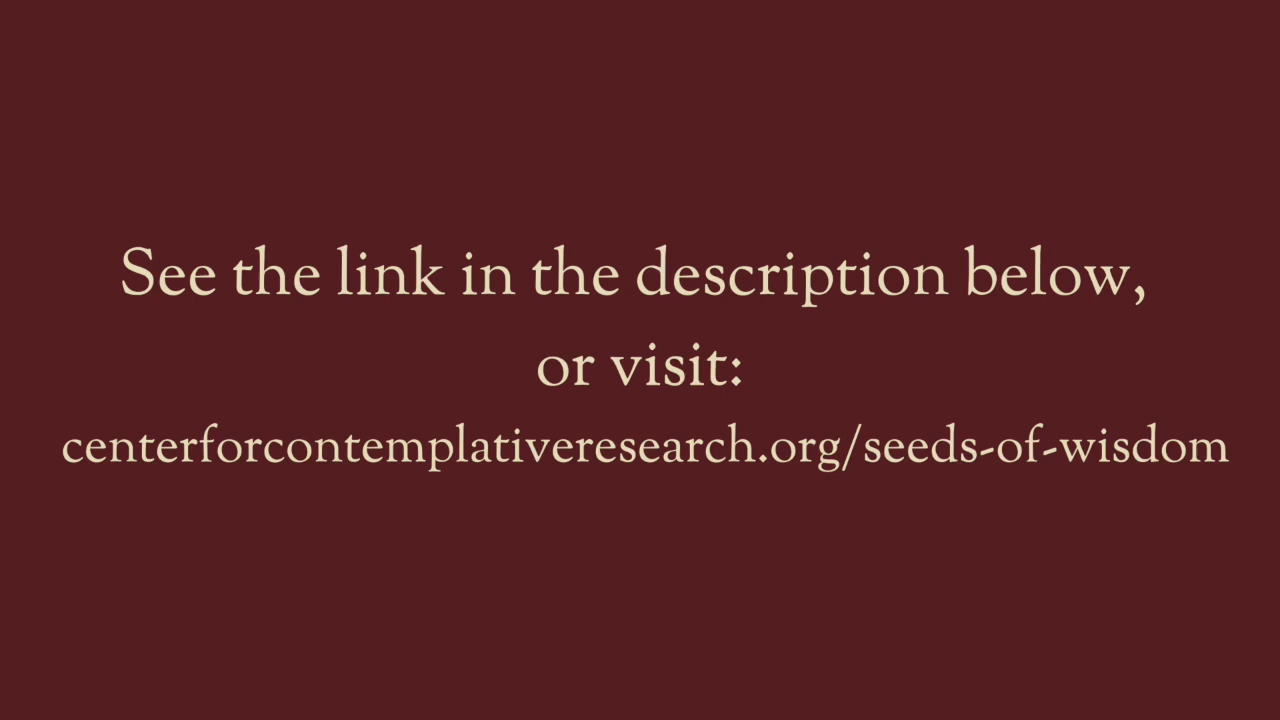 See the link in the description below,
or visit:
centerforcontemplativeresearch.org/seeds-of-wisdom